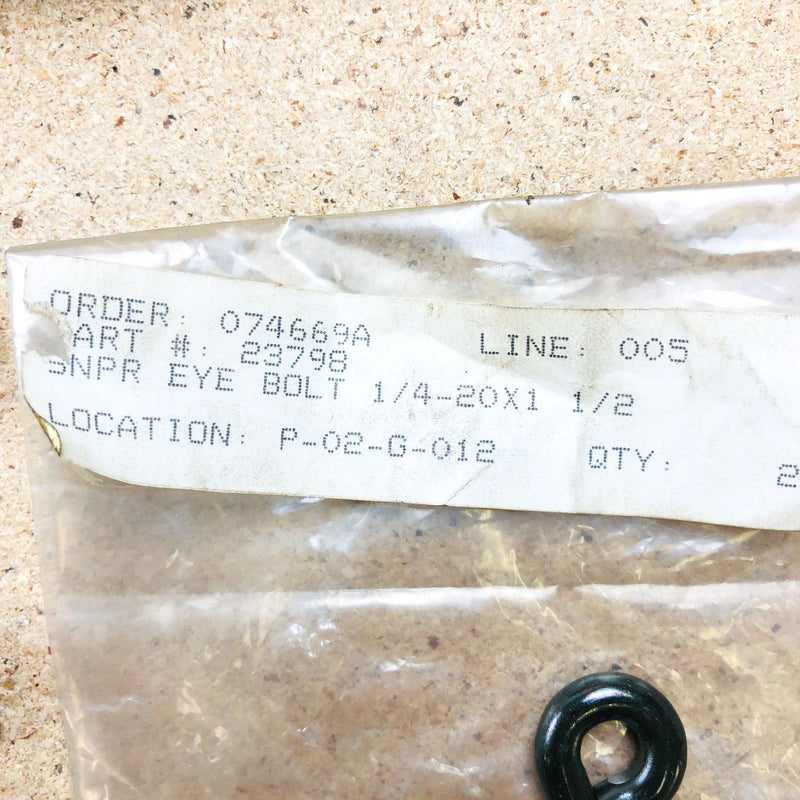 ORDER: 074669A LINE: 005
ART #: 23798
SNPR EYE BOLT 1/4-20X1 1/2
LOCATION: P-02-G-012 QTY: 2